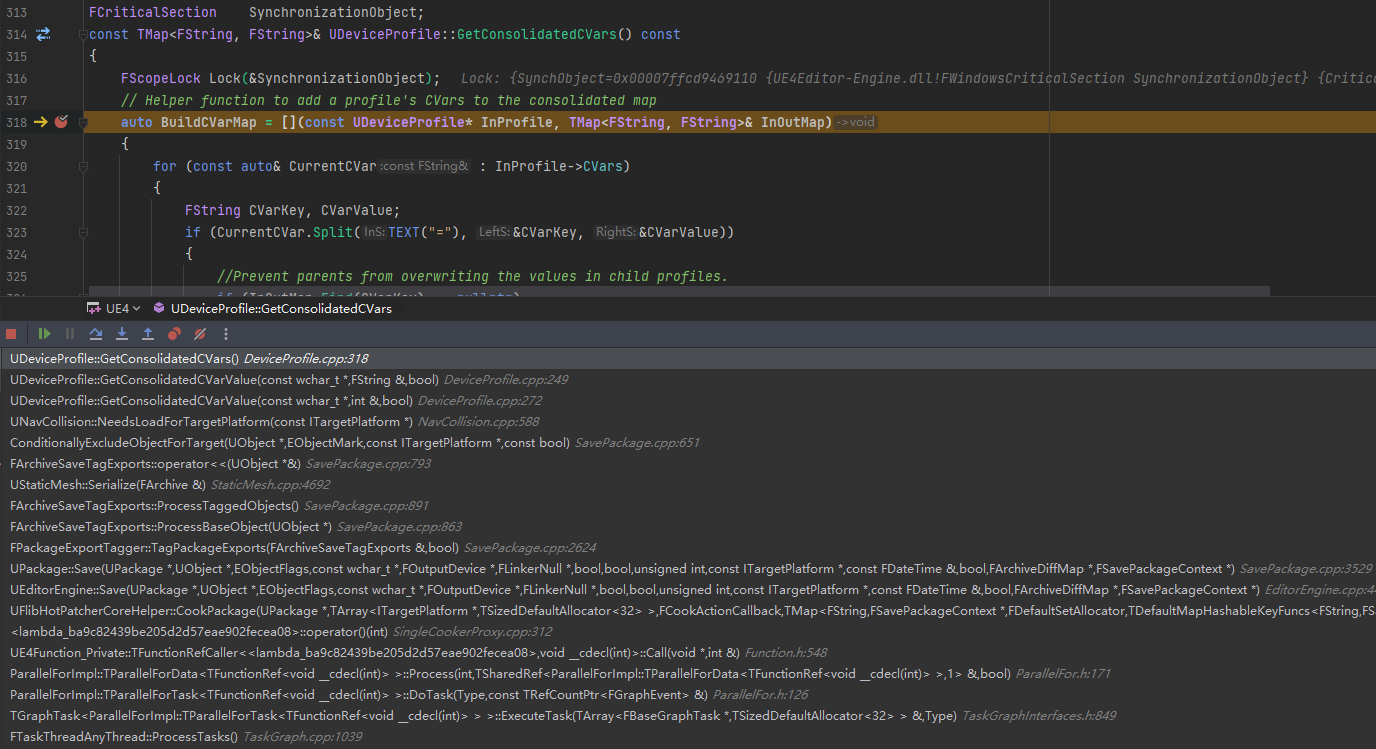 313 FCriticalSection SynchronizationObject;
314 const TMap<FString, FString>& UDeviceProfile::GetConsolidatedCVars() const
315 {
316 FScopeLock Lock(&SynchronizationObject); Lock: {SynchObject=0x00007ffcd9469110 {UE4Editor-Engine.dll!FWindowsCriticalSection SynchronizationObject} {Critic
317 // Helper function to add a profile's CVars to the consolidated map
318 auto BuildCVarMap = [](const UDeviceProfile* InProfile, TMap<FString, FString>& InOutMap) ->void
319 {
320 for (const auto& CurrentCVar :const FString& : InProfile->CVars)
321 {
322 FString CVarKey, CVarValue;
323 if (CurrentCVar.Split( InS: TEXT("="), LeftS: &CVarKey, RightS: &CVarValue))
324 {
325 //Prevent parents from overwriting the values in child profiles.
UE4 UDeviceProfile::GetConsolidatedCVars
UDeviceProfile::GetConsolidatedCVars() DeviceProfile.cpp:318
UDeviceProfile::GetConsolidatedCVarValue(const wchar_t *,FString &,bool) DeviceProfile.cpp:249
UDeviceProfile::GetConsolidatedCVarValue(const wchar_t *,int &,bool) DeviceProfile.cpp:272
UNavCollision::NeedsLoadForTargetPlatform(const ITargetPlatform *) NavCollision.cpp:588
ConditionallyExcludeObjectForTarget(UObject *,EObjectMark,const ITargetPlatform *,const bool) SavePackage.cpp:651
FArchiveSaveTagExports::operator<<(UObject *&) SavePackage.cpp:793
UStaticMesh::Serialize(FArchive &) StaticMesh.cpp:4692
FArchiveSaveTagExports::ProcessTaggedObjects() SavePackage.cpp:891
FArchiveSaveTagExports::ProcessBaseObject(UObject *) SavePackage.cpp:863
FPackageExportTagger::TagPackageExports(FArchiveSaveTagExports &,bool) SavePackage.cpp:2624
UPackage::Save(UPackage *,UObject *,EObjectFlags,const wchar_t *,FOutputDevice *,FLinkerNull *,bool,bool,unsigned int,const ITargetPlatform *,const FDateTime &,bool,FArchiveDiffMap *,FSavePackageContext *) SavePackage.cpp:3529
UEditorEngine::Save(UPackage *,UObject *,EObjectFlags,const wchar_t *,FOutputDevice *,FLinkerNull *,bool,bool,unsigned int,const ITargetPlatform *,const FDateTime &,bool,FArchiveDiffMap *,FSavePackageContext *) EditorEngine.cpp:44
UFlibHotPatcherCoreHelper::CookPackage(UPackage *,TArray<ITargetPlatform *,TSizedDefaultAllocator<32> >,FCookActionCallback,TMap<FString,FSavePackageContext *,FDefaultSetAllocator,TDefaultMapHashableKeyFuncs<FString,FS
<lambda_ba9c82439be205d2d57eae902fecea08>::operator()(int) SingleCookerProxy.cpp:312
UE4Function_Private::TFunctionRefCaller<<lambda_ba9c82439be205d2d57eae902fecea08>,void __cdecl(int)>::Call(void *,int &) Function.h:548
ParallelForImpl::TParallelForData<TFunctionRef<void __cdecl(int)> >::Process(int,TSharedRef<ParallelForImpl::TParallelForData<TFunctionRef<void __cdecl(int)> >,1> &,bool) ParallelFor.h:171
ParallelForImpl::TParallelForTask<TFunctionRef<void __cdecl(int)> >::DoTask(Type,const TRefCountPtr<FGraphEvent> &) ParallelFor.h:126
TGraphTask<ParallelForImpl::TParallelForTask<TFunctionRef<void __cdecl(int)> > >::ExecuteTask(TArray<FBaseGraphTask *,TSizedDefaultAllocator<32> > &,Type) TaskGraphInterfaces.h:849
FTaskThreadAnyThread::ProcessTasks() TaskGraph.cpp:1039